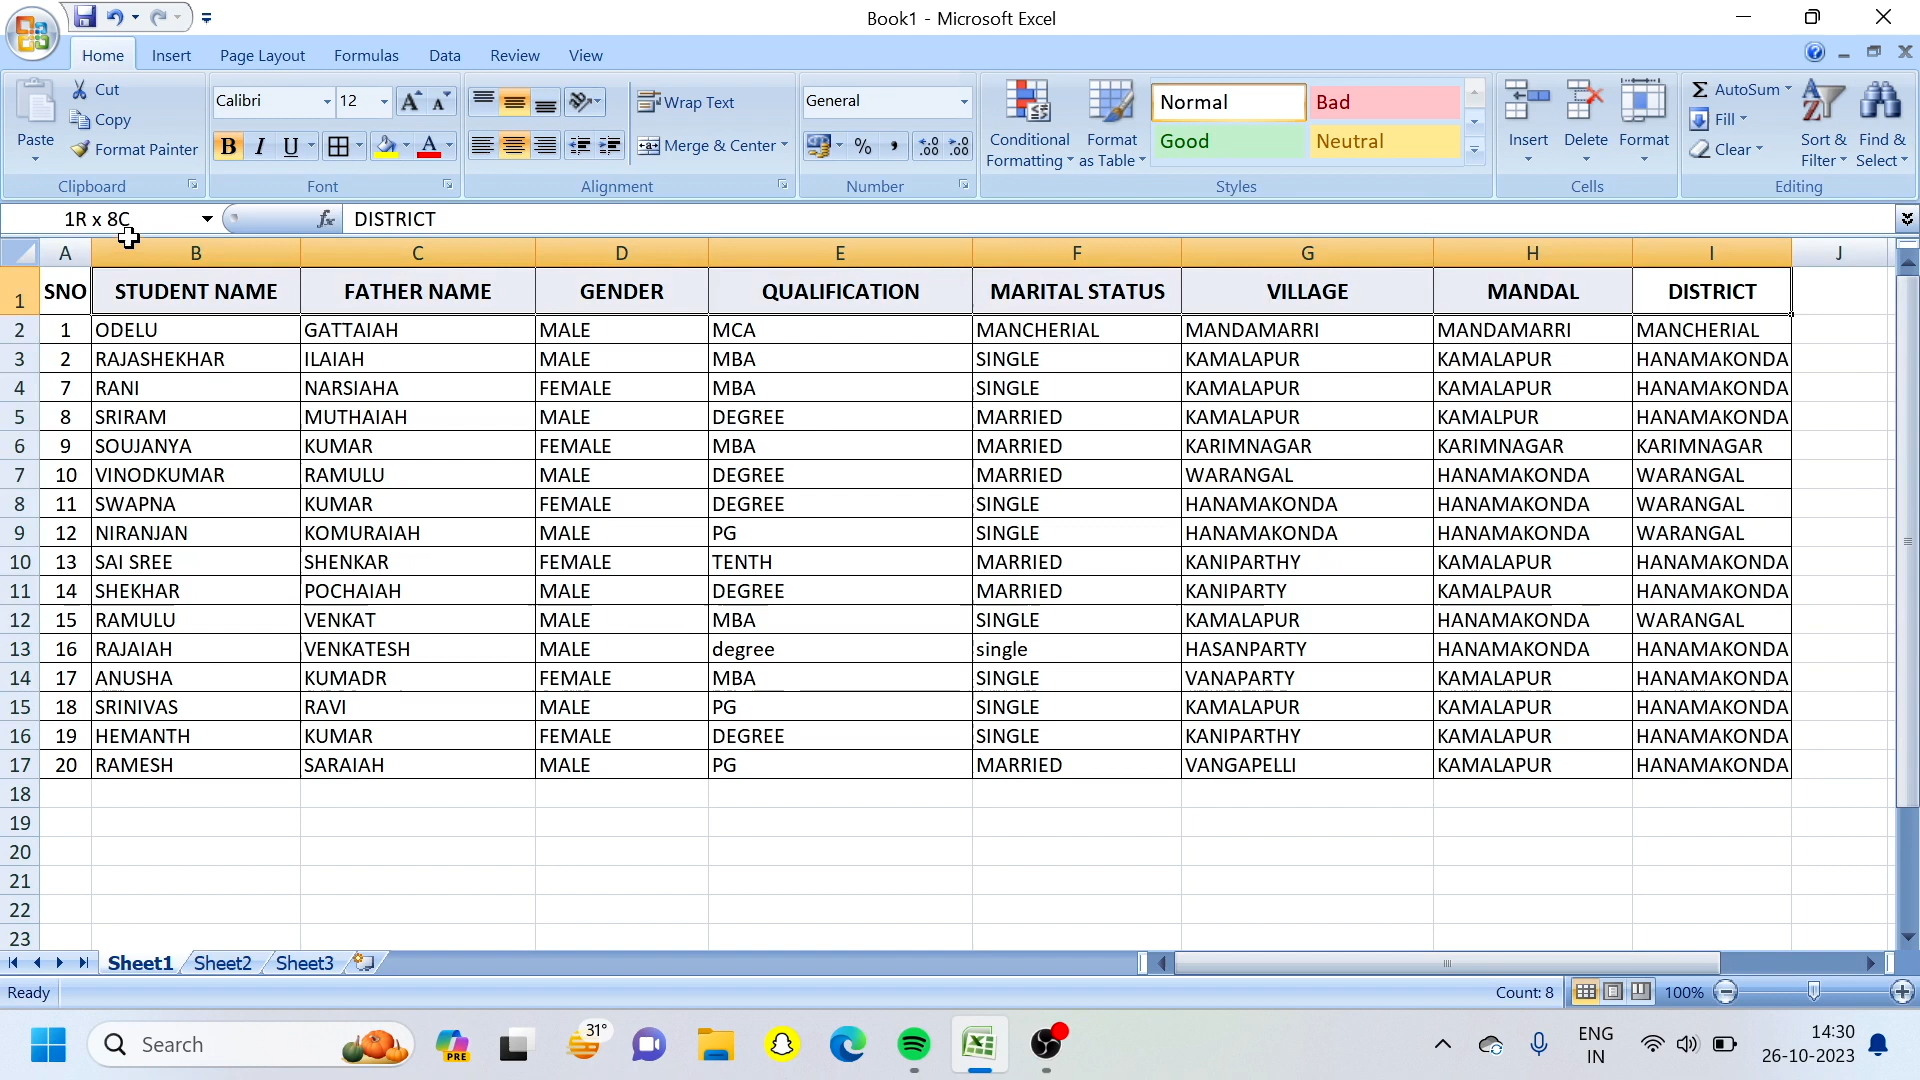 Book1 - Microsoft Excel
Home Insert Page Layout Formulas Data Review View
Paste Cut Copy Format Painter
Calibri 12
B I U
Wrap Text
Merge & Center
General
%
Conditional Formatting Format as Table
Normal Bad
Good Neutral
Insert Delete Format
AutoSum
Fill
Clear
Sort & Filter Find & Select
Clipboard Font Alignment Number Styles Cells Editing
1R x 8C fx DISTRICT
A B C D E F G H I J
1 SNO STUDENT NAME FATHER NAME GENDER QUALIFICATION MARITAL STATUS VILLAGE MANDAL DISTRICT
2 1 ODELU GATTAIAH MALE MCA MANCHERIAL MANDAMARRI MANDAMARRI MANCHERIAL
3 2 RAJASHEKHAR ILAIAH MALE MBA SINGLE KAMALAPUR KAMALAPUR HANAMAKONDA
4 7 RANI NARSIAHA FEMALE MBA SINGLE KAMALAPUR KAMALAPUR HANAMAKONDA
5 8 SRIRAM MUTHAIAH MALE DEGREE MARRIED KAMALAPUR KAMALPUR HANAMAKONDA
6 9 SOUJANYA KUMAR FEMALE MBA MARRIED KARIMNAGAR KARIMNAGAR KARIMNAGAR
7 10 VINODKUMAR RAMULU MALE DEGREE MARRIED WARANGAL HANAMAKONDA WARANGAL
8 11 SWAPNA KUMAR FEMALE DEGREE SINGLE HANAMAKONDA HANAMAKONDA WARANGAL
9 12 NIRANJAN KOMURAIAH MALE PG SINGLE HANAMAKONDA HANAMAKONDA WARANGAL
10 13 SAI SREE SHENKAR FEMALE TENTH MARRIED KANIPARTHY KAMALAPUR HANAMAKONDA
11 14 SHEKHAR POCHAIAH MALE DEGREE MARRIED KANIPARTY KAMALPAUR HANAMAKONDA
12 15 RAMULU VENKAT MALE MBA SINGLE KAMALAPUR HANAMAKONDA WARANGAL
13 16 RAJAIAH VENKATESH MALE degree single HASANPARTY HANAMAKONDA HANAMAKONDA
14 17 ANUSHA KUMADR FEMALE MBA SINGLE VANAPARTY KAMALAPUR HANAMAKONDA
15 18 SRINIVAS RAVI MALE PG SINGLE KAMALAPUR KAMALAPUR HANAMAKONDA
16 19 HEMANTH KUMAR FEMALE DEGREE SINGLE KANIPARTHY KAMALAPUR HANAMAKONDA
17 20 RAMESH SARAIAH MALE PG MARRIED VANGAPELLI KAMALAPUR HANAMAKONDA
18
19
20
21
22
23
Sheet1 Sheet2 Sheet3
Ready Count: 8 100%
Search PRE 31° ENG IN 14:30 26-10-2023